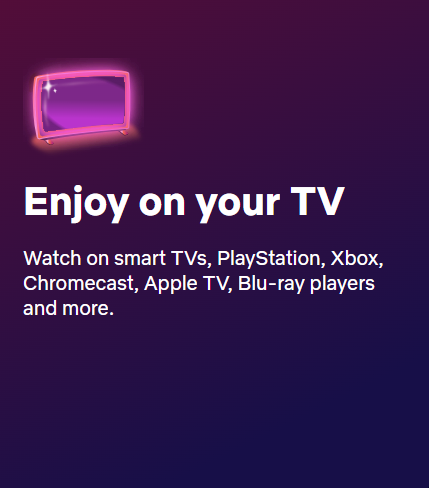 Enjoy on your TV
Watch on smart TVs, PlayStation, Xbox,
Chromecast, Apple TV, Blu-ray players
and more.